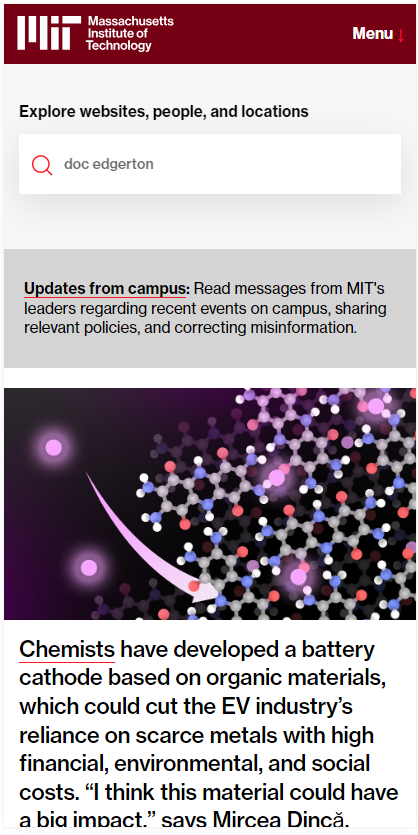 Massachusetts
Institute of
Technology
Menu ↓
Explore websites, people, and locations
doc edgerton
Updates from campus: Read messages from MIT's
leaders regarding recent events on campus, sharing
relevant policies, and correcting misinformation.
Chemists have developed a battery
cathode based on organic materials,
which could cut the EV industry’s
reliance on scarce metals with high
financial, environmental, and social
costs. “I think this material could have
a big impact,” says Mircea Dincă.